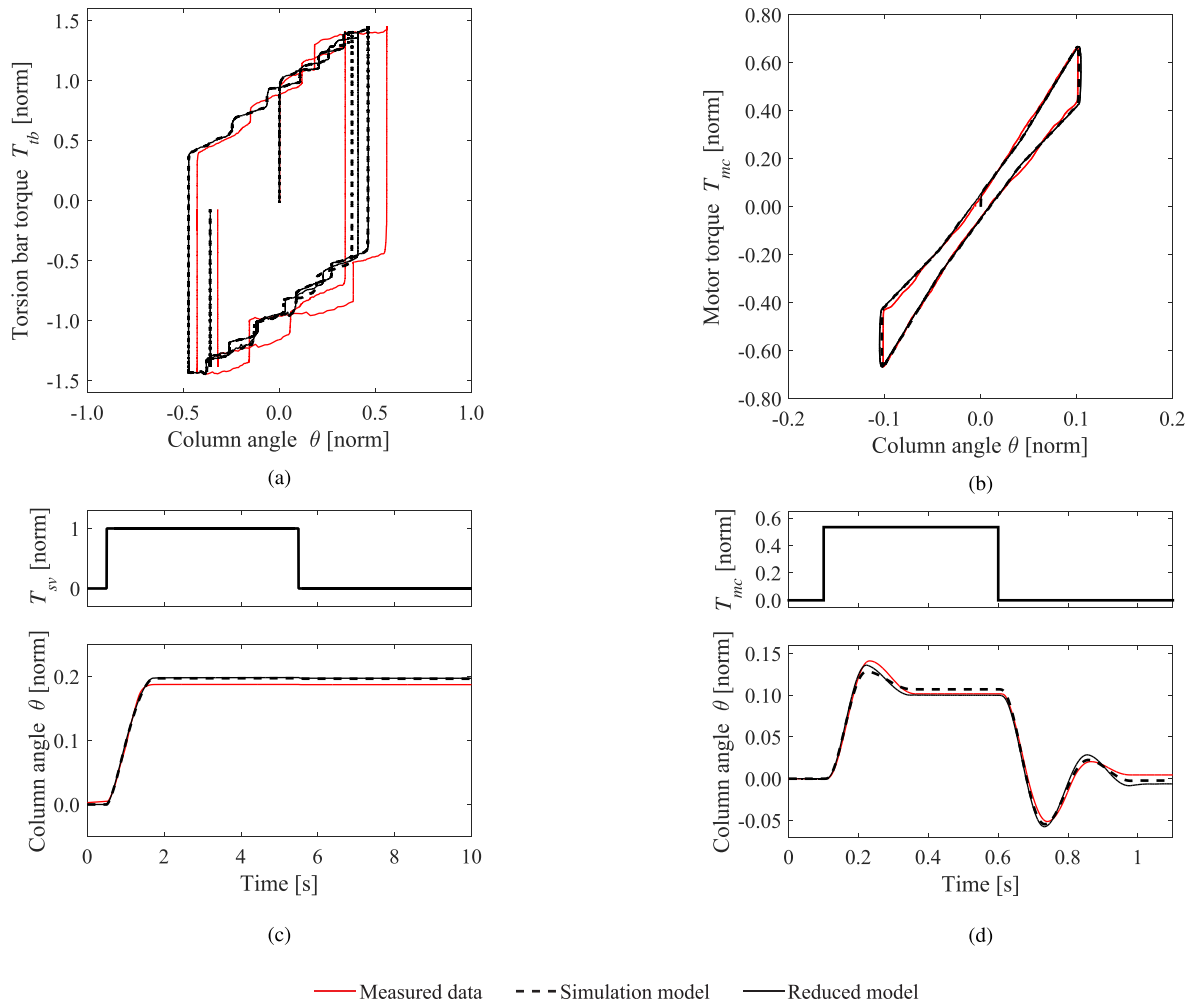 1.5
1.0
0.5
0.0
-0.5
-1.0
-1.5
Torsion bar torque T_tb [norm]
-1.0 -0.5 0.0 0.5 1.0
Column angle θ [norm]
(a)
0.80
0.60
0.40
0.20
0.00
-0.20
-0.40
-0.60
-0.80
Motor torque T_mc [norm]
-0.2 -0.1 0.0 0.1 0.2
Column angle θ [norm]
(b)
1
0
T_sv [norm]
0.2
0.1
0.0
Column angle θ [norm]
0 2 4 6 8 10
Time [s]
(c)
0.6
0.4
0.2
0.0
T_mc [norm]
0.15
0.10
0.05
0.00
-0.05
Column angle θ [norm]
0 0.2 0.4 0.6 0.8 1
Time [s]
(d)
Measured data Simulation model Reduced model